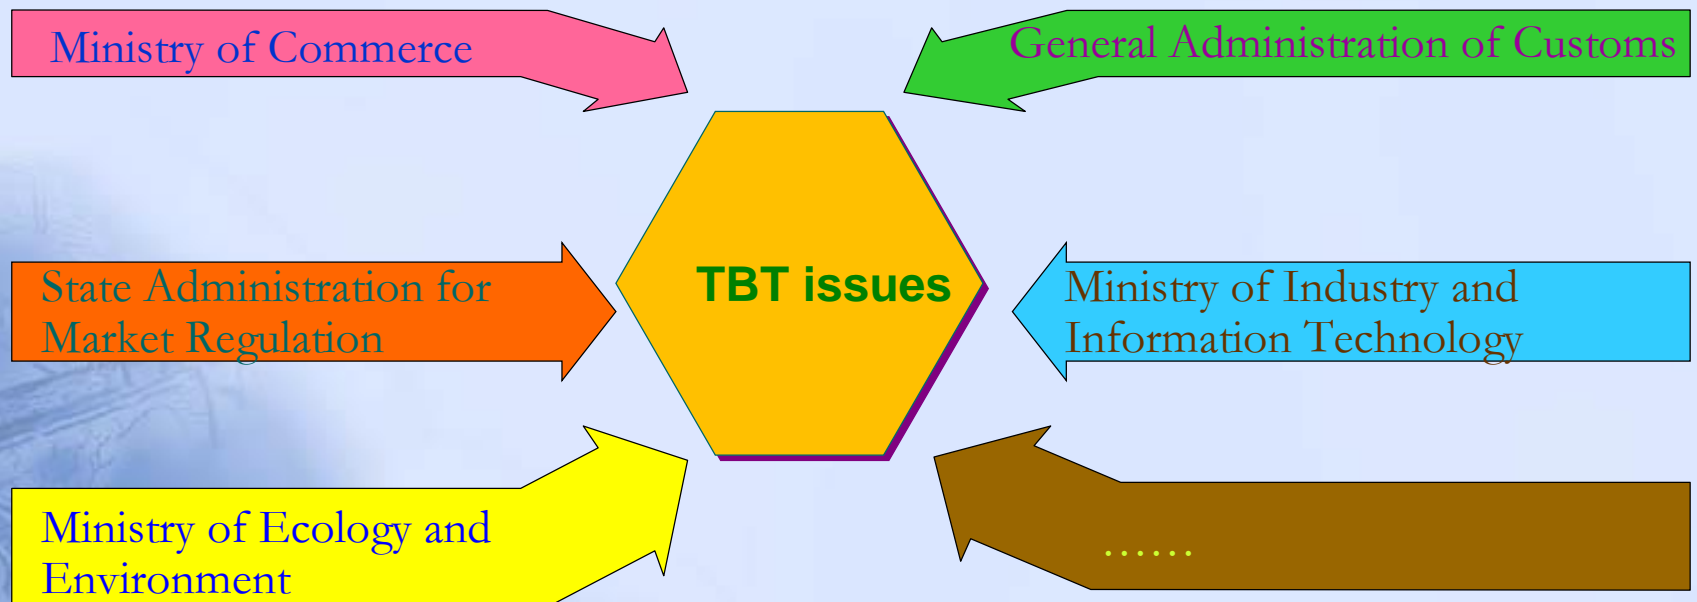 Ministry of Commerce
General Administration of Customs
State Administration for
Market Regulation
TBT issues
Ministry of Industry and
Information Technology
Ministry of Ecology and
Environment
······